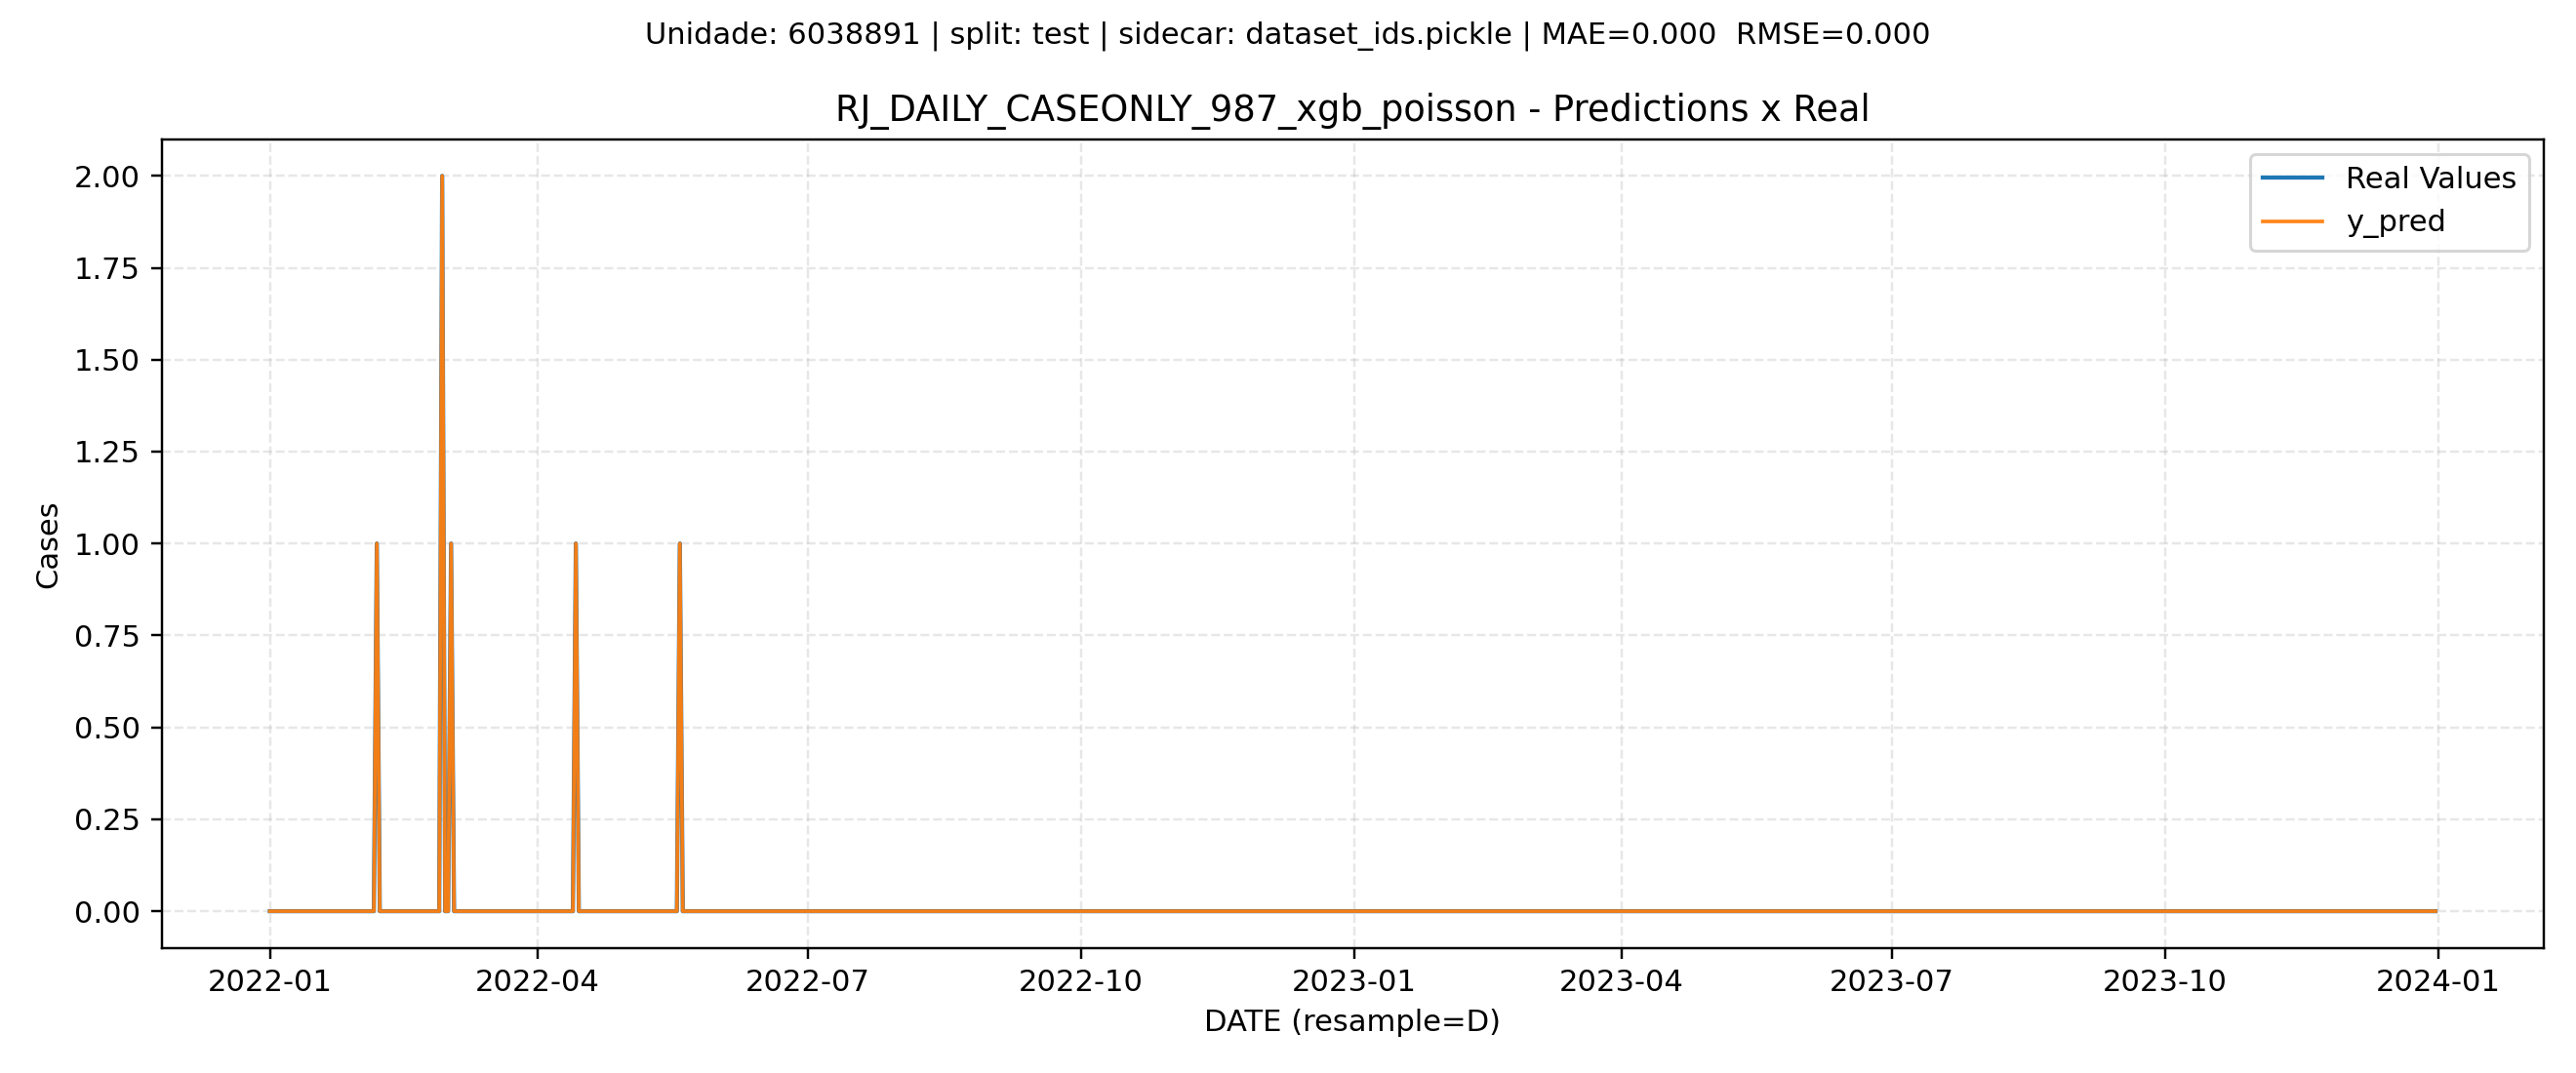 Unidade: 6038891 | split: test | sidecar: dataset_ids.pickle | MAE=0.000  RMSE=0.000
RJ_DAILY_CASEONLY_987_xgb_poisson - Predictions x Real
Real Values
y_pred
Cases
2.00
1.75
1.50
1.25
1.00
0.75
0.50
0.25
0.00
2022-01 2022-04 2022-07 2022-10 2023-01 2023-04 2023-07 2023-10 2024-01
DATE (resample=D)